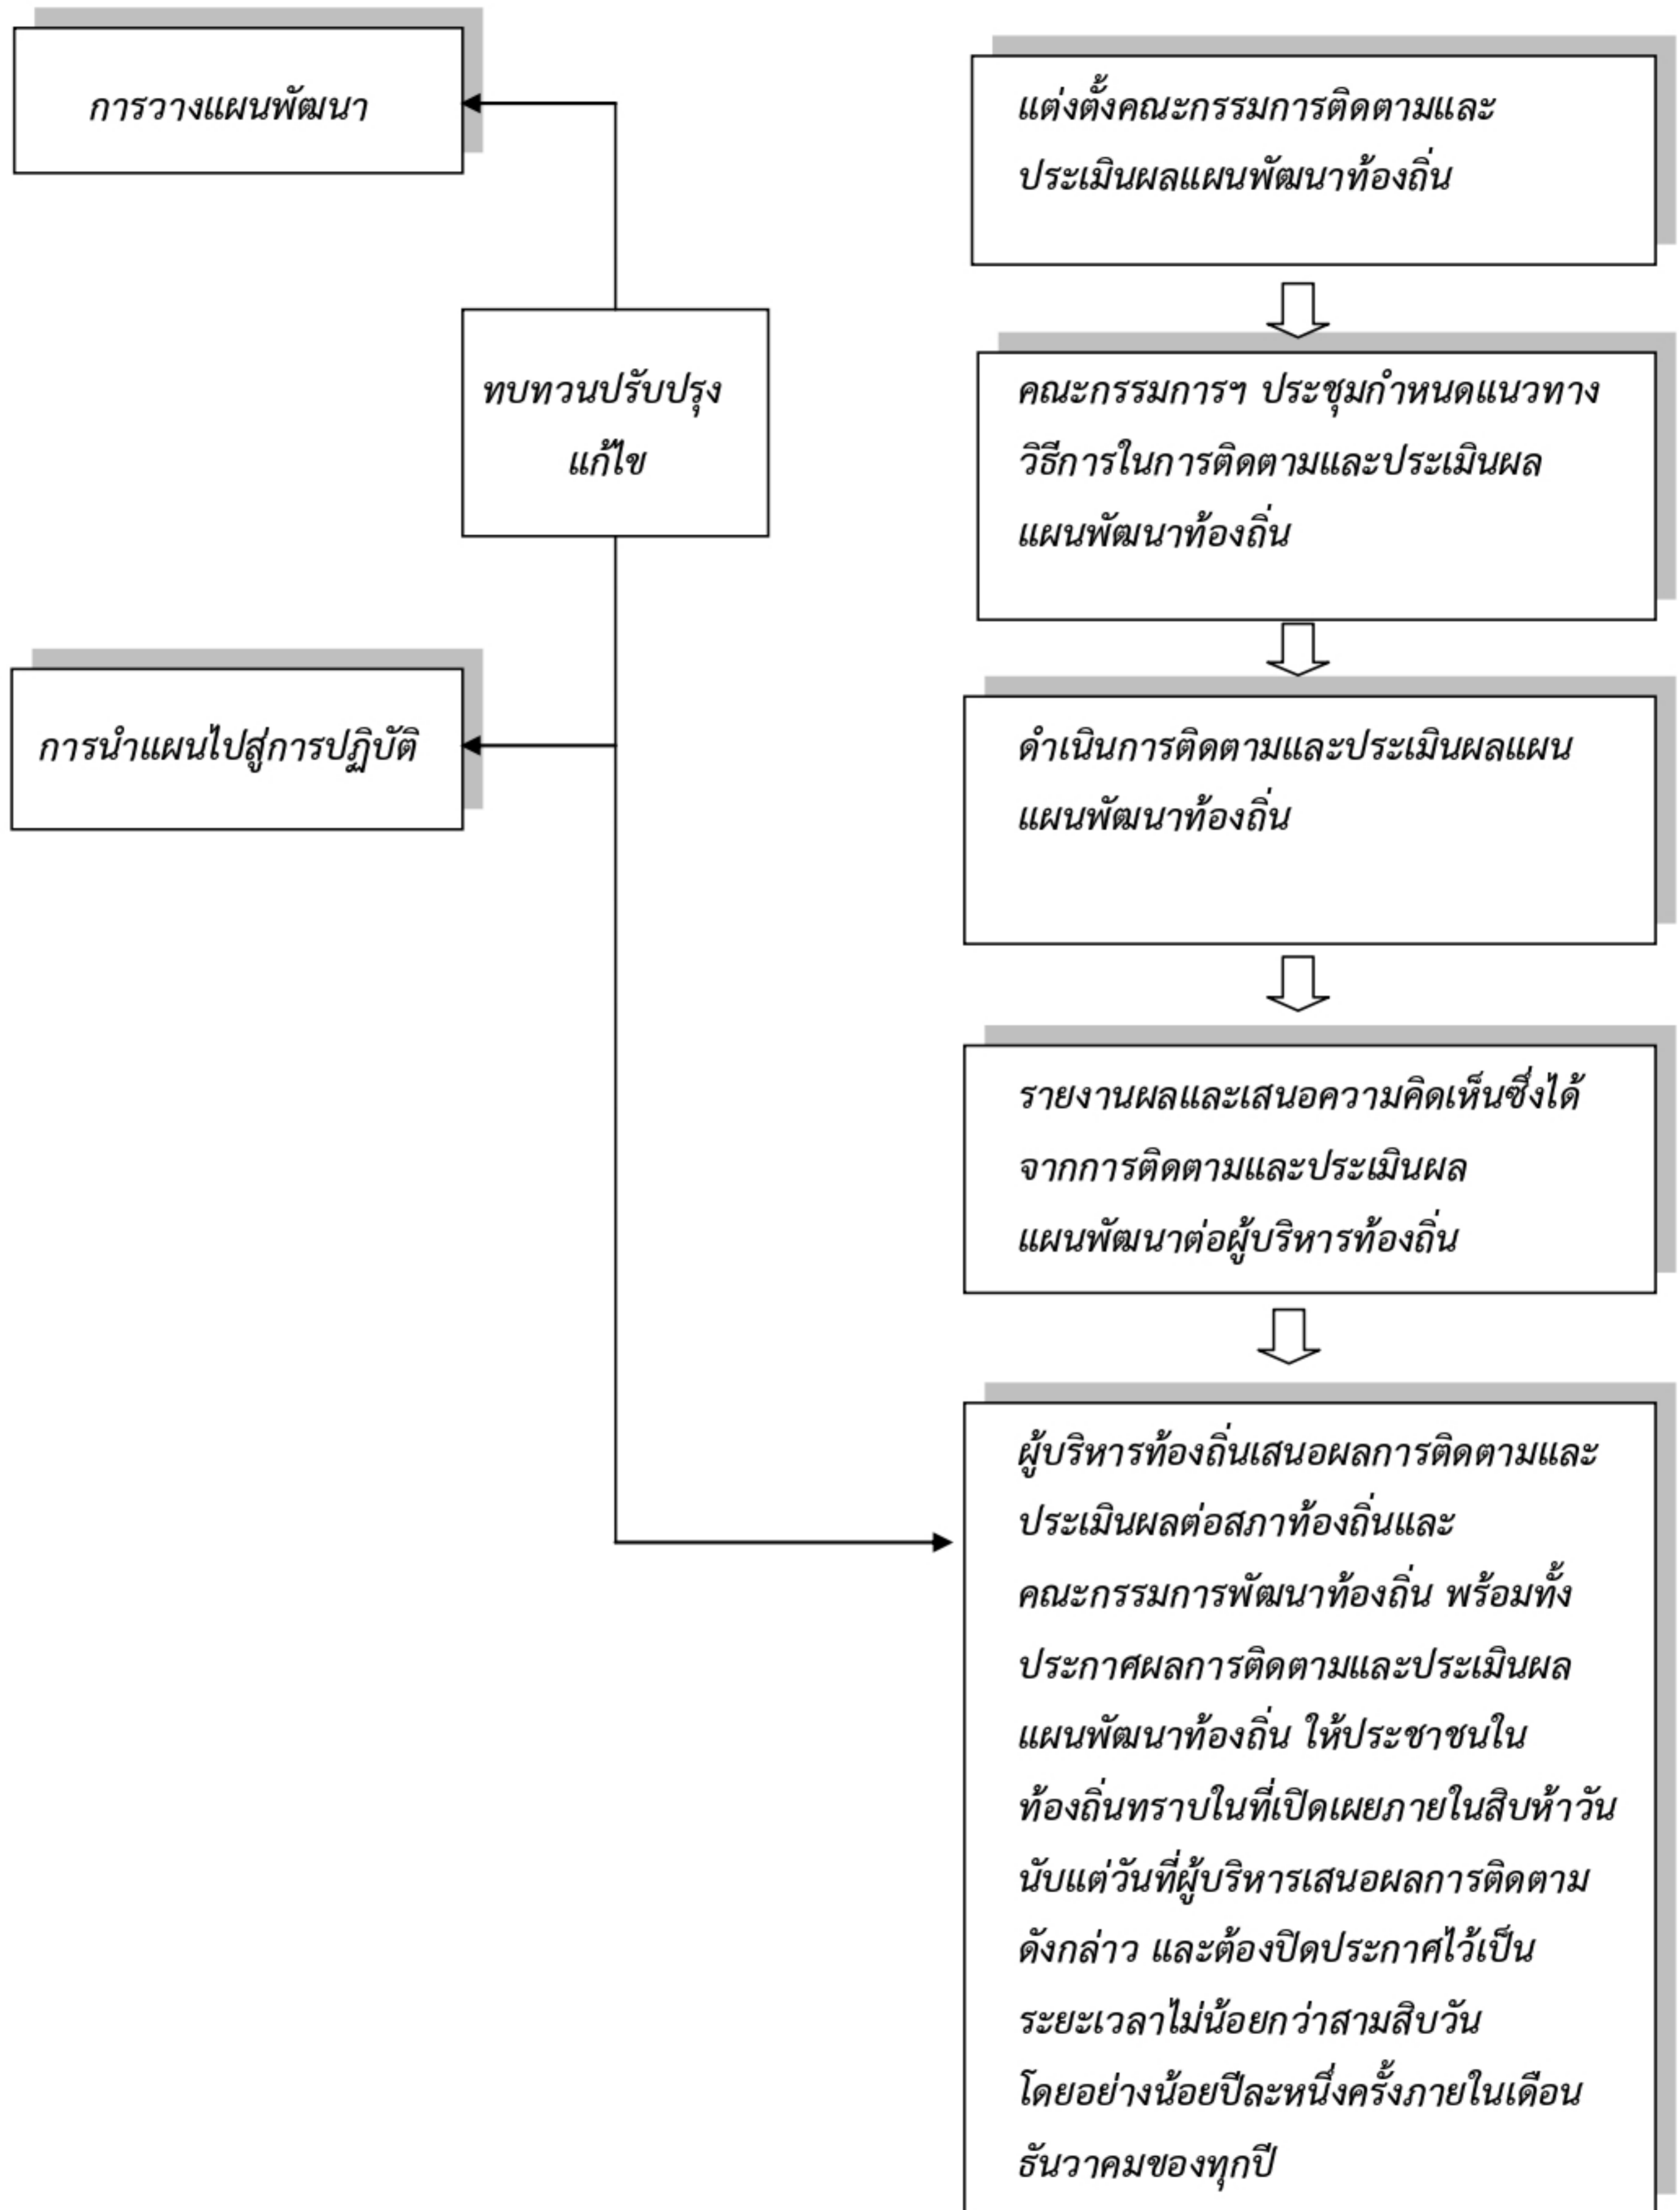 การวางแผนพัฒนา
ทบทวนปรับปรุง
แก้ไข
การนำแผนไปสู่การปฏิบัติ
แต่งตั้งคณะกรรมการติดตามและ
ประเมินผลแผนพัฒนาท้องถิ่น
คณะกรรมการฯ ประชุมกำหนดแนวทาง
วิธีการในการติดตามและประเมินผล
แผนพัฒนาท้องถิ่น
ดำเนินการติดตามและประเมินผลแผน
แผนพัฒนาท้องถิ่น
รายงานผลและเสนอความคิดเห็นซึ่งได้
จากการติดตามและประเมินผล
แผนพัฒนาต่อผู้บริหารท้องถิ่น
ผู้บริหารท้องถิ่นเสนอผลการติดตามและ
ประเมินผลต่อสภาท้องถิ่นและ
คณะกรรมการพัฒนาท้องถิ่น พร้อมทั้ง
ประกาศผลการติดตามและประเมินผล
แผนพัฒนาท้องถิ่น ให้ประชาชนใน
ท้องถิ่นทราบในที่เปิดเผยภายในสิบห้าวัน
นับแต่วันที่ผู้บริหารเสนอผลการติดตาม
ดังกล่าว และต้องปิดประกาศไว้เป็น
ระยะเวลาไม่น้อยกว่าสามสิบวัน
โดยอย่างน้อยปีละหนึ่งครั้งภายในเดือน
ธันวาคมของทุกปี